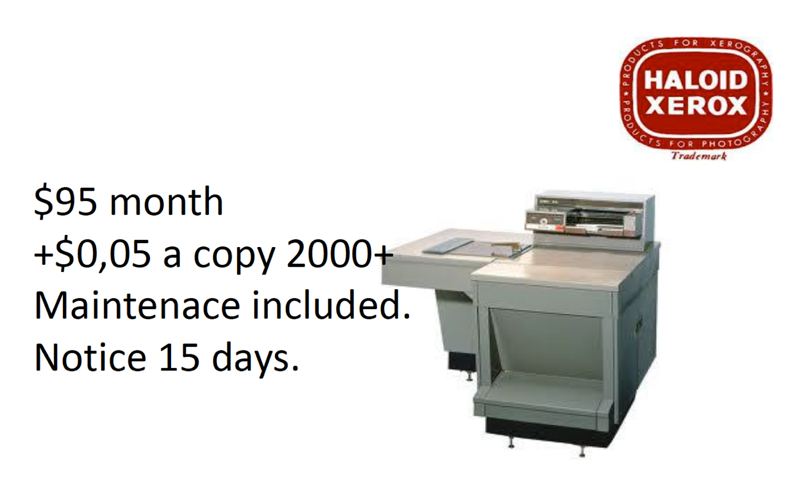 PRODUCTS FOR XEROGRAPHY
HALOID
XEROX
PRODUCTS FOR PHOTOGRAPHY
Trademark
$95 month
+$0,05 a copy 2000+
Maintenace included.
Notice 15 days.